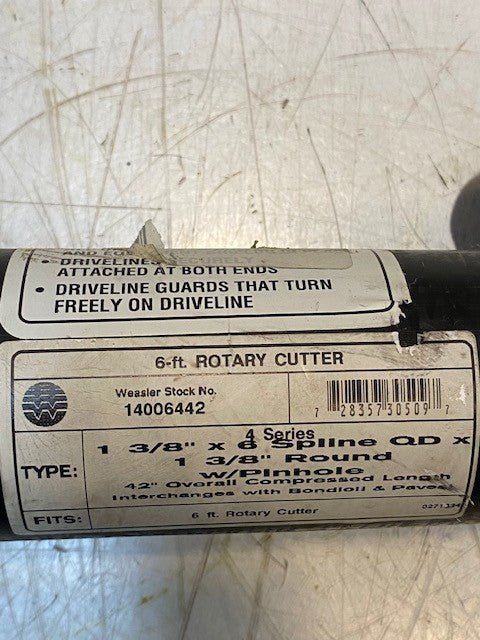 • DRIVELINES SECURELY
ATTACHED AT BOTH ENDS
• DRIVELINE GUARDS THAT TURN
FREELY ON DRIVELINE
6-ft. ROTARY CUTTER
Weasler Stock No.
14006442
7 28357 30509 7
4 Series
TYPE:
1 3/8" x 6 Spline QD x
1 3/8" Round
w/Pinhole
42" Overall Compressed Length
Interchanges with Bondioli & Pavesi
FITS:
6 ft. Rotary Cutter